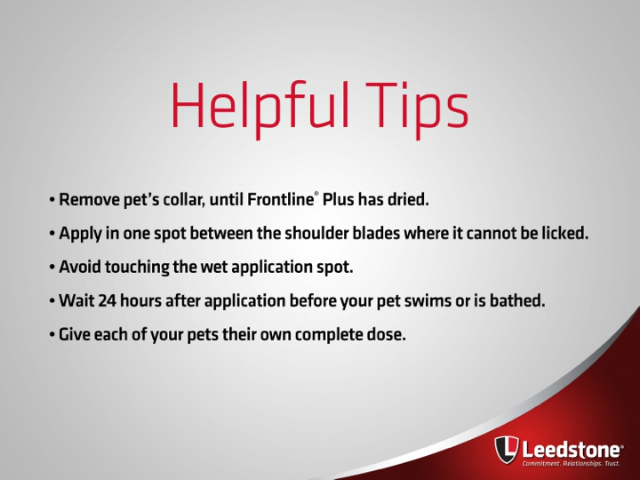 Helpful Tips
• Remove pet's collar, until Frontline® Plus has dried.
• Apply in one spot between the shoulder blades where it cannot be licked.
• Avoid touching the wet application spot.
• Wait 24 hours after application before your pet swims or is bathed.
• Give each of your pets their own complete dose.
Leedstone®
Commitment. Relationships. Trust.